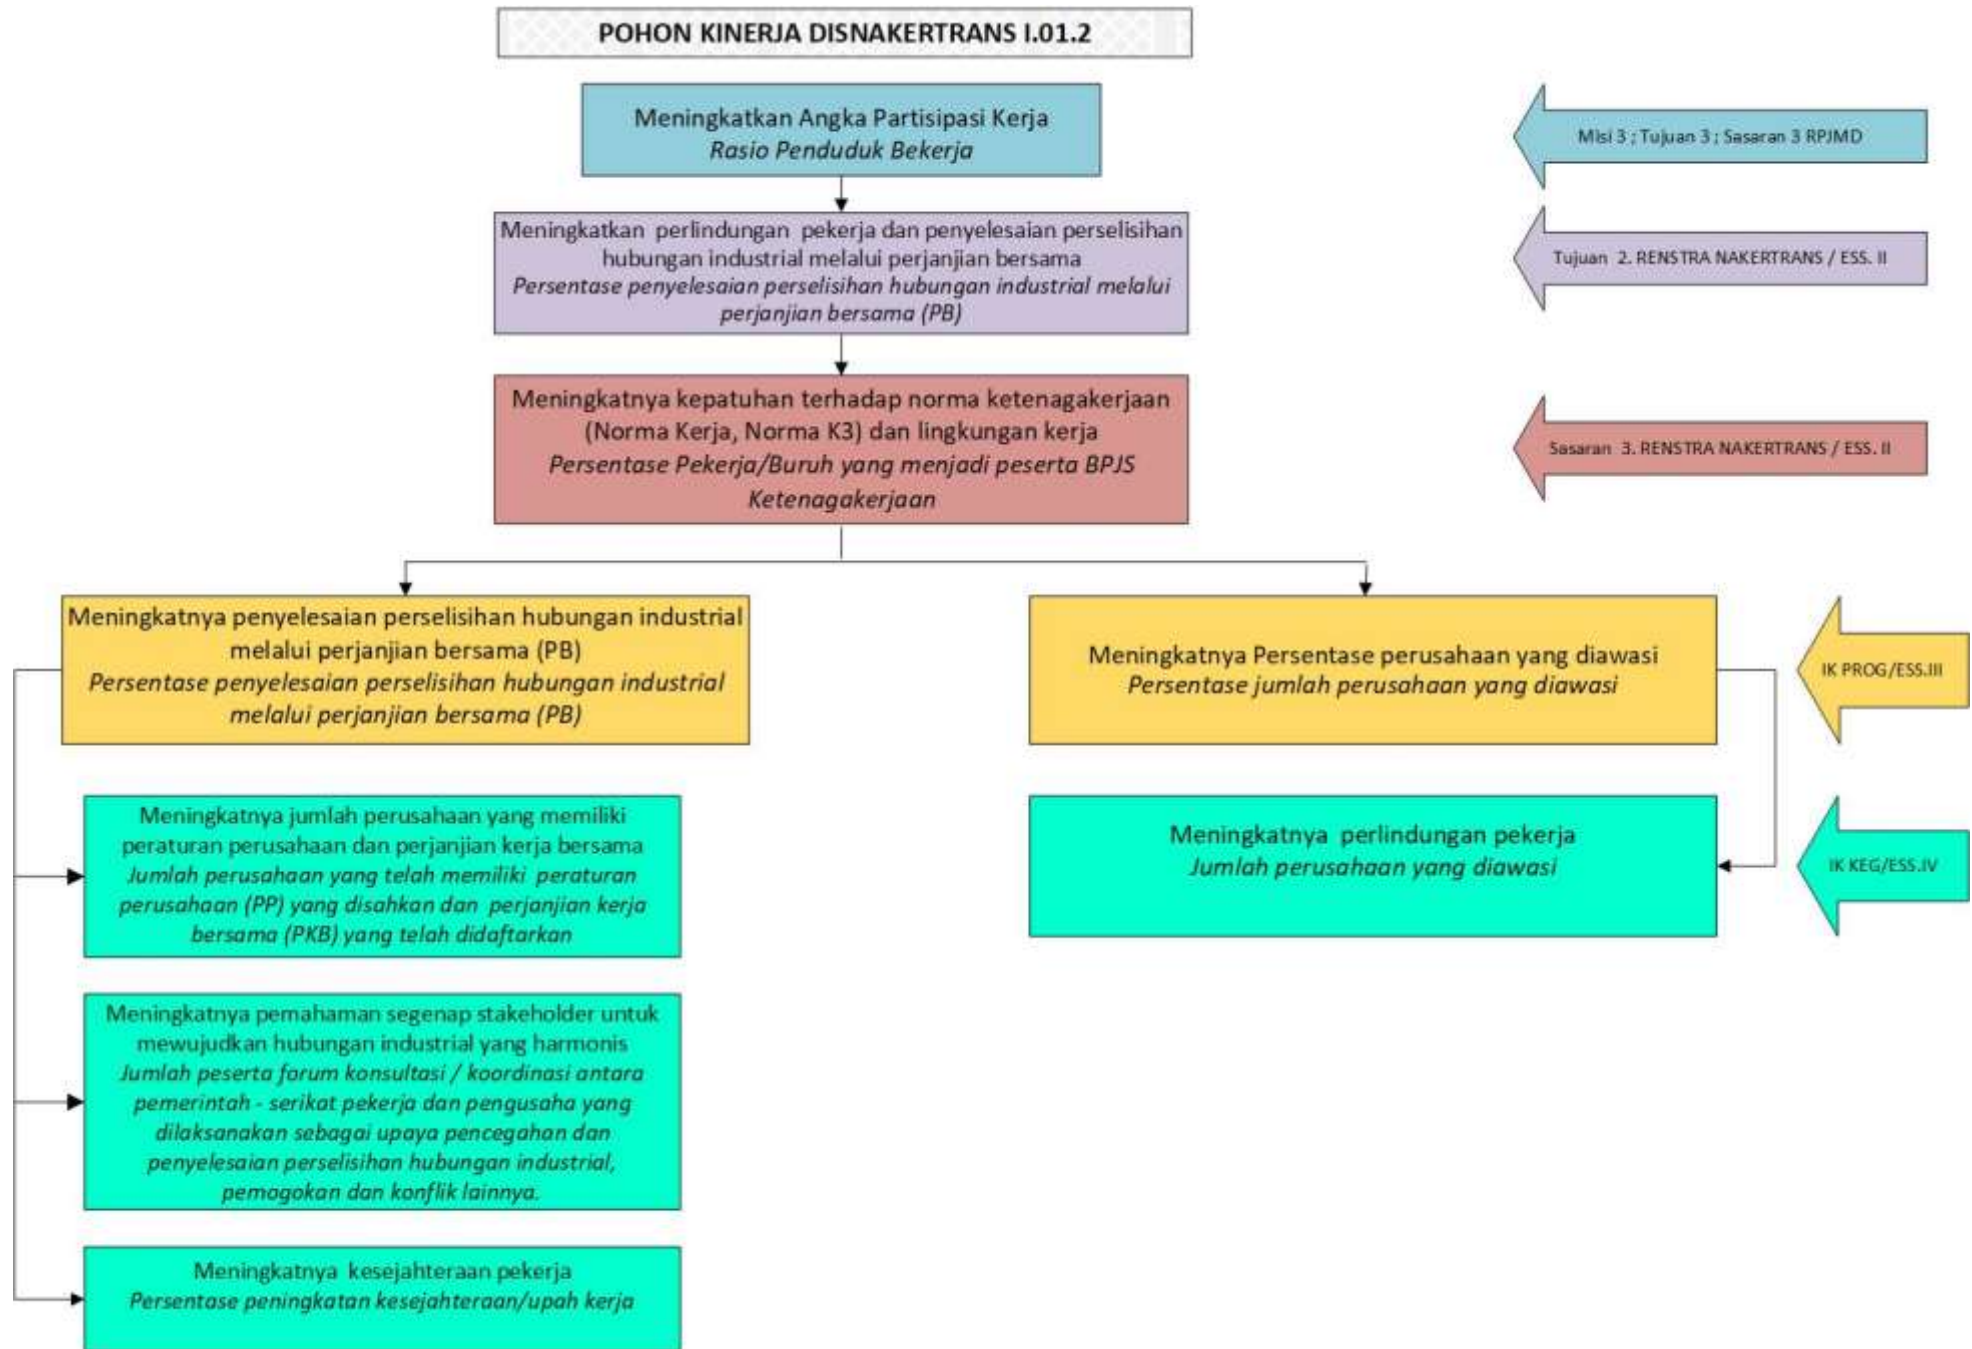 POHON KINERJA DISNAKERTRANS I.01.2
Meningkatkan Angka Partisipasi Kerja
Rasio Penduduk Bekerja
Misi 3 ; Tujuan 3 ; Sasaran 3 RPJMD
Meningkatkan perlindungan pekerja dan penyelesaian perselisihan
hubungan industrial melalui perjanjian bersama
Persentase penyelesaian perselisihan hubungan industrial melalui
perjanjian bersama (PB)
Tujuan 2. RENSTRA NAKERTRANS / ESS. II
Meningkatnya kepatuhan terhadap norma ketenagakerjaan
(Norma Kerja, Norma K3) dan lingkungan kerja
Persentase Pekerja/Buruh yang menjadi peserta BPJS
Ketenagakerjaan
Sasaran 3. RENSTRA NAKERTRANS / ESS. II
Meningkatnya penyelesaian perselisihan hubungan industrial
melalui perjanjian bersama (PB)
Persentase penyelesaian perselisihan hubungan industrial
melalui perjanjian bersama (PB)
Meningkatnya Persentase perusahaan yang diawasi
Persentase jumlah perusahaan yang diawasi
IK PROG/ESS.III
Meningkatnya jumlah perusahaan yang memiliki
peraturan perusahaan dan perjanjian kerja bersama
Jumlah perusahaan yang telah memiliki peraturan
perusahaan (PP) yang disahkan dan perjanjian kerja
bersama (PKB) yang telah didaftarkan
Meningkatnya perlindungan pekerja
Jumlah perusahaan yang diawasi
IK KEG/ESS.IV
Meningkatnya pemahaman segenap stakeholder untuk
mewujudkan hubungan industrial yang harmonis
Jumlah peserta forum konsultasi / koordinasi antara
pemerintah - serikat pekerja dan pengusaha yang
dilaksanakan sebagai upaya pencegahan dan
penyelesaian perselisihan hubungan industrial,
pemogokan dan konflik lainnya.
Meningkatnya kesejahteraan pekerja
Persentase peningkatan kesejahteraan/upah kerja